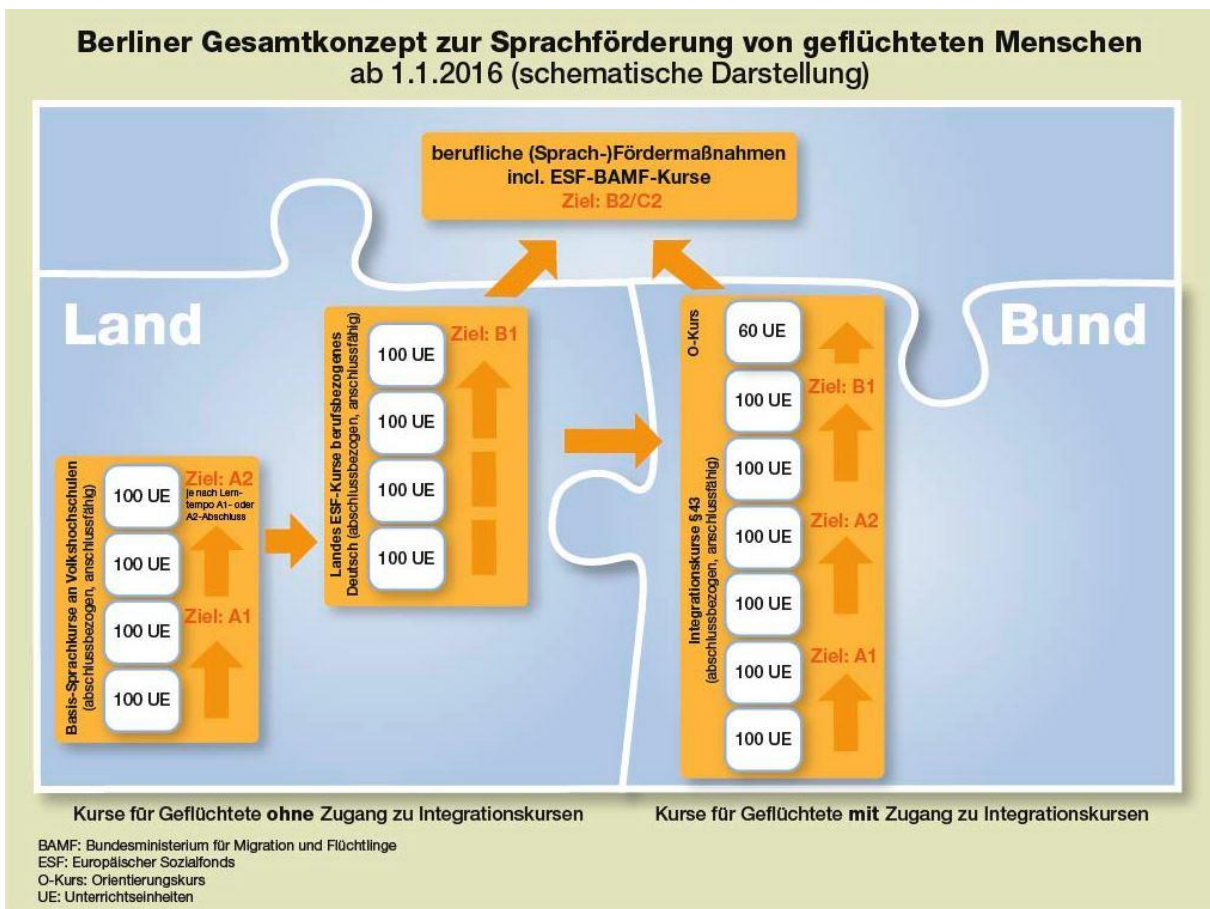 Berliner Gesamtkonzept zur Sprachförderung von geflüchteten Menschen
ab 1.1.2016 (schematische Darstellung)
berufliche (Sprach-)Fördermaßnahmen
incl. ESF-BAMF-Kurse
Ziel: B2/C2
Land
Bund
Basis-Sprachkurse an Volkshochschulen
(abschlussbezogen, anschlussfähig)
100 UE
100 UE
100 UE
100 UE
Ziel: A2
je nach Lern-
tempo A1- oder
A2-Abschluss
Ziel: A1
Landes ESF-Kurse berufsbezogenes
Deutsch (abschlussbezogen, anschlussfähig)
100 UE
100 UE
100 UE
100 UE
Ziel: B1
O-Kurs
Integrationskurse §43
(abschlussbezogen, anschlussfähig)
60 UE
100 UE
100 UE
100 UE
100 UE
100 UE
100 UE
Ziel: B1
Ziel: A2
Ziel: A1
Kurse für Geflüchtete ohne Zugang zu Integrationskursen
Kurse für Geflüchtete mit Zugang zu Integrationskursen
BAMF: Bundesministerium für Migration und Flüchtlinge
ESF: Europäischer Sozialfonds
O-Kurs: Orientierungskurs
UE: Unterrichtseinheiten